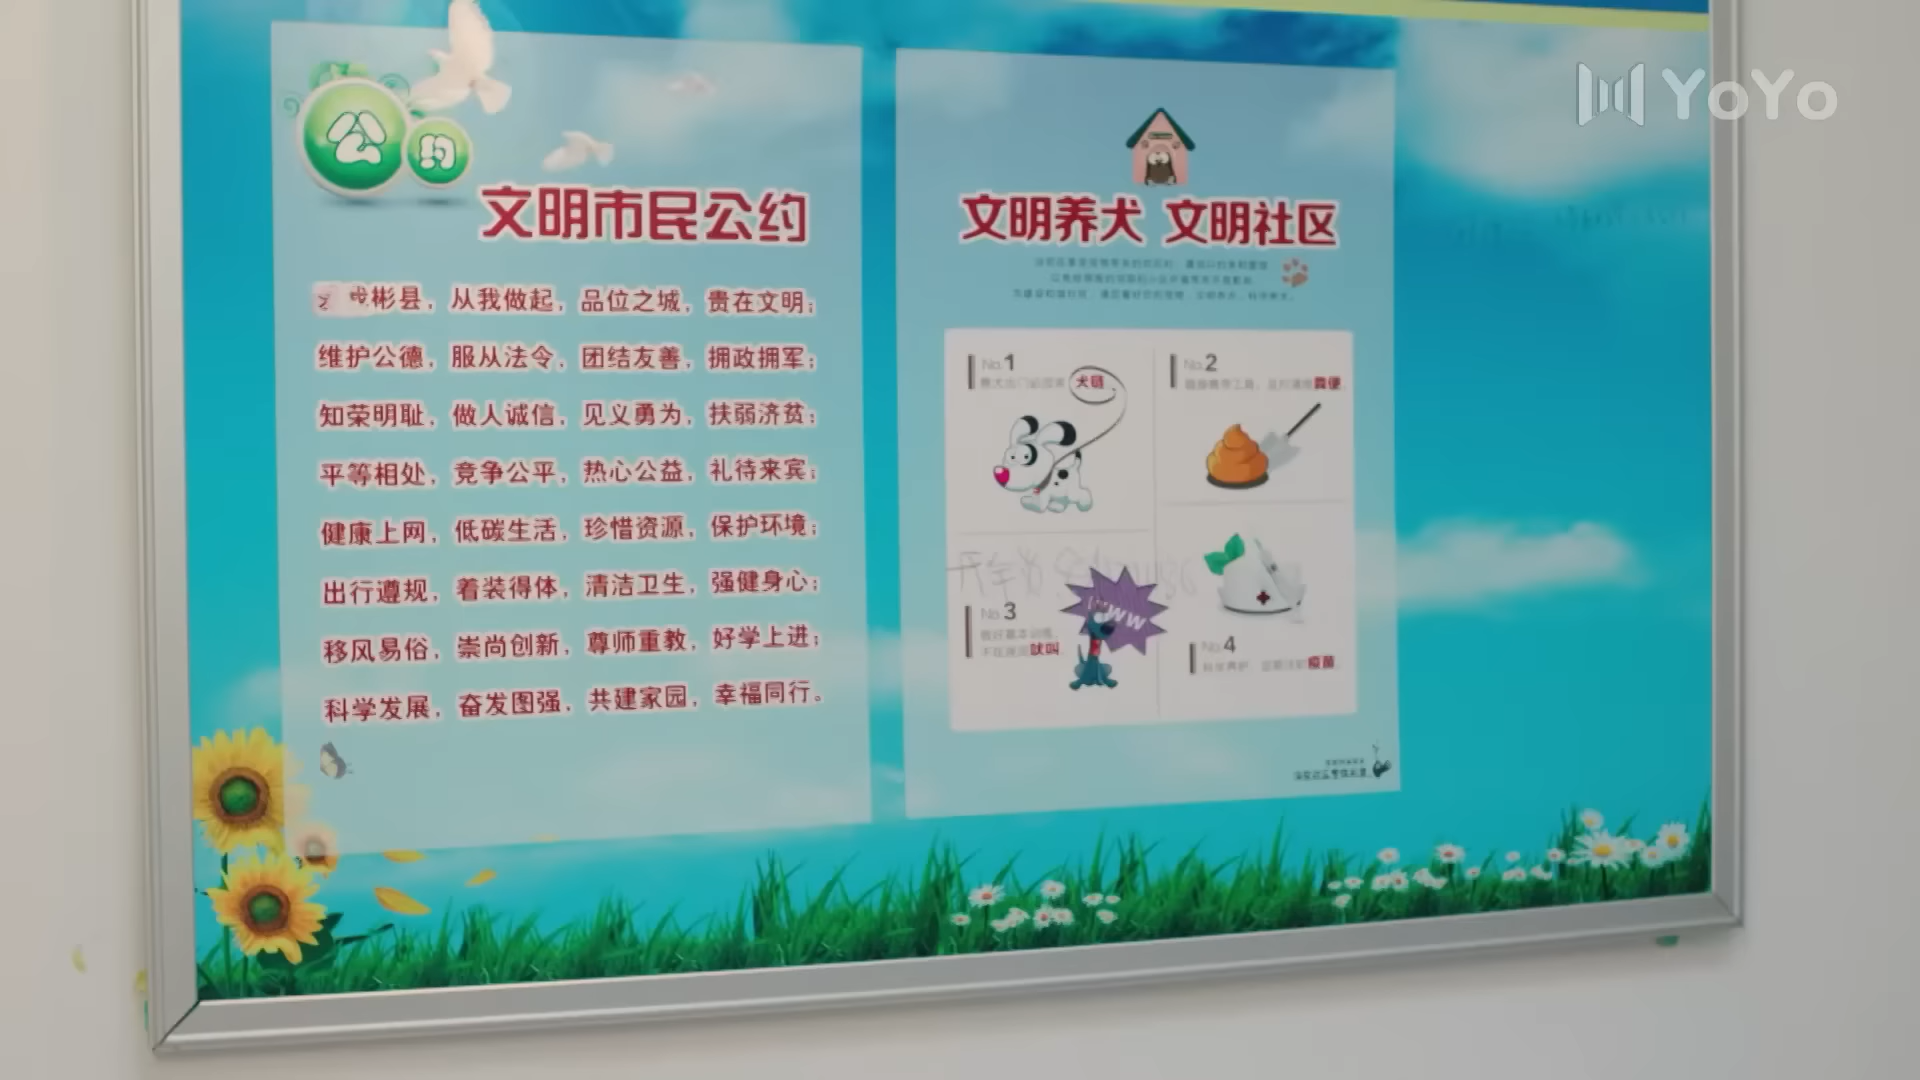 YoYo
公约
文明市民公约
彬县，从我做起，品位之城，贵在文明；
维护公德，服从法令，团结友善，拥政拥军；
知荣明耻，做人诚信，见义勇为，扶弱济贫；
平等相处，竞争公平，热心公益，礼待来宾；
健康上网，低碳生活，珍惜资源，保护环境；
出行遵规，着装得体，清洁卫生，强健身心；
移风易俗，崇尚创新，尊师重教，好学上进；
科学发展，奋发图强，共建家园，幸福同行。
文明养犬 文明社区
No.1
犬链
No.2
粪便
No.3
吠叫
WWW
No.4
疫苗